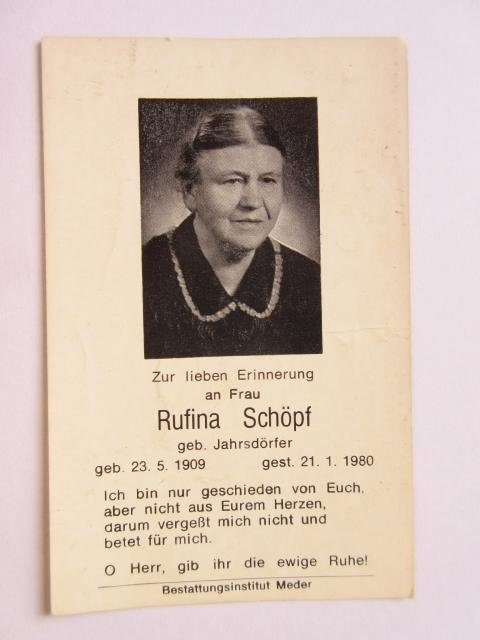 Zur lieben Erinnerung
an Frau
Rufina Schöpf
geb. Jahrsdörfer
geb. 23. 5. 1909 gest. 21. 1. 1980
Ich bin nur geschieden von Euch,
aber nicht aus Eurem Herzen,
darum vergeßt mich nicht und
betet für mich.
O Herr, gib ihr die ewige Ruhe!
Bestattungsinstitut Meder